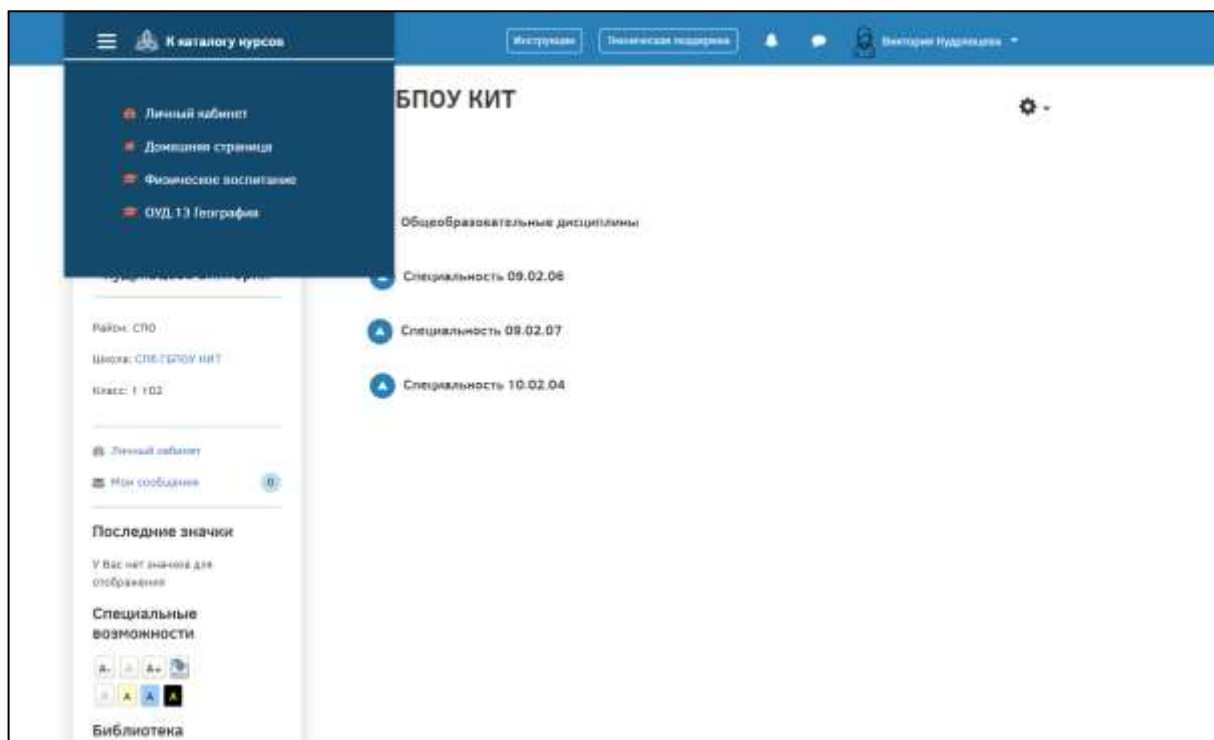 К каталогу курсов
Инструкции
Техническая поддержка
Виктория Кудрявцева
Личный кабинет
Домашняя страница
Физическое воспитание
ОУД.13 География
БПОУ КИТ
Общеобразовательные дисциплины
Специальность 09.02.06
Специальность 09.02.07
Специальность 10.02.04
Район: СПО
Школа: СПб ГБПОУ КИТ
Класс: 1 102
Личный кабинет
Мои сообщения 0
Последние значки
У Вас нет значков для
отображения
Специальные
возможности
A- A A+
A A A A
Библиотека